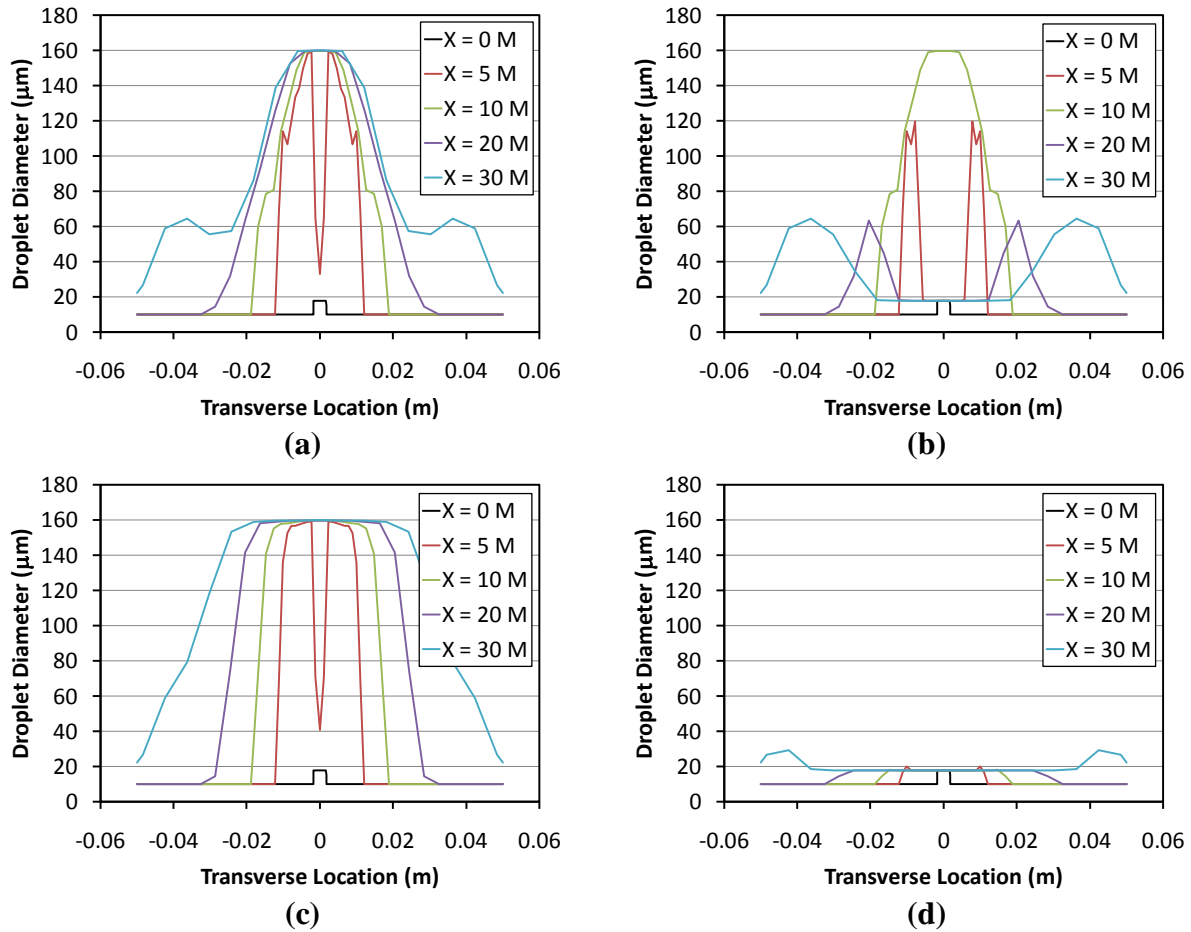 180
160
140
120
100
80
60
40
20
0
Droplet Diameter (μm)
-0.06 -0.04 -0.02 0 0.02 0.04 0.06
Transverse Location (m)
X = 0 M
X = 5 M
X = 10 M
X = 20 M
X = 30 M
(a)
180
160
140
120
100
80
60
40
20
0
Droplet Diameter (μm)
-0.06 -0.04 -0.02 0 0.02 0.04 0.06
Transverse Location (m)
X = 0 M
X = 5 M
X = 10 M
X = 20 M
X = 30 M
(b)
180
160
140
120
100
80
60
40
20
0
Droplet Diameter (μm)
-0.06 -0.04 -0.02 0 0.02 0.04 0.06
Transverse Location (m)
X = 0 M
X = 5 M
X = 10 M
X = 20 M
X = 30 M
(c)
180
160
140
120
100
80
60
40
20
0
Droplet Diameter (μm)
-0.06 -0.04 -0.02 0 0.02 0.04 0.06
Transverse Location (m)
X = 0 M
X = 5 M
X = 10 M
X = 20 M
X = 30 M
(d)